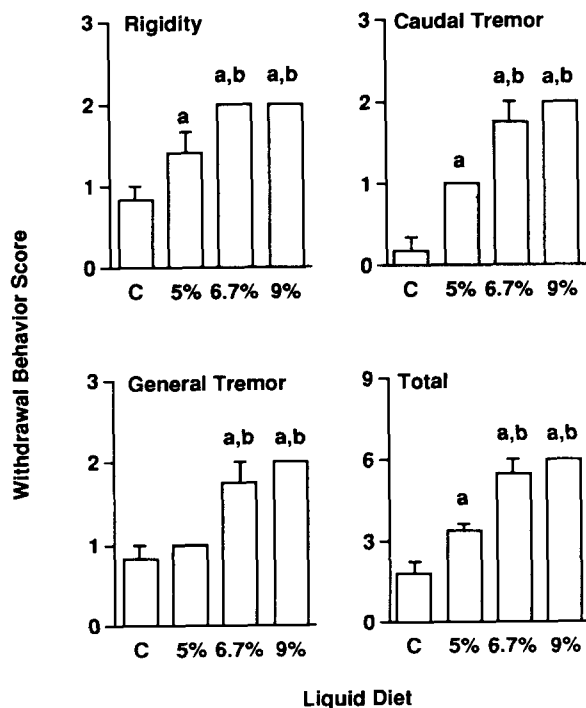 Withdrawal Behavior Score
Rigidity
3
2
1
0
a
a,b
a,b
C 5% 6.7% 9%
Caudal Tremor
3
2
1
0
a
a,b
a,b
C 5% 6.7% 9%
General Tremor
3
2
1
0
a,b
a,b
C 5% 6.7% 9%
Total
9
6
3
0
a
a,b
a,b
C 5% 6.7% 9%
Liquid Diet